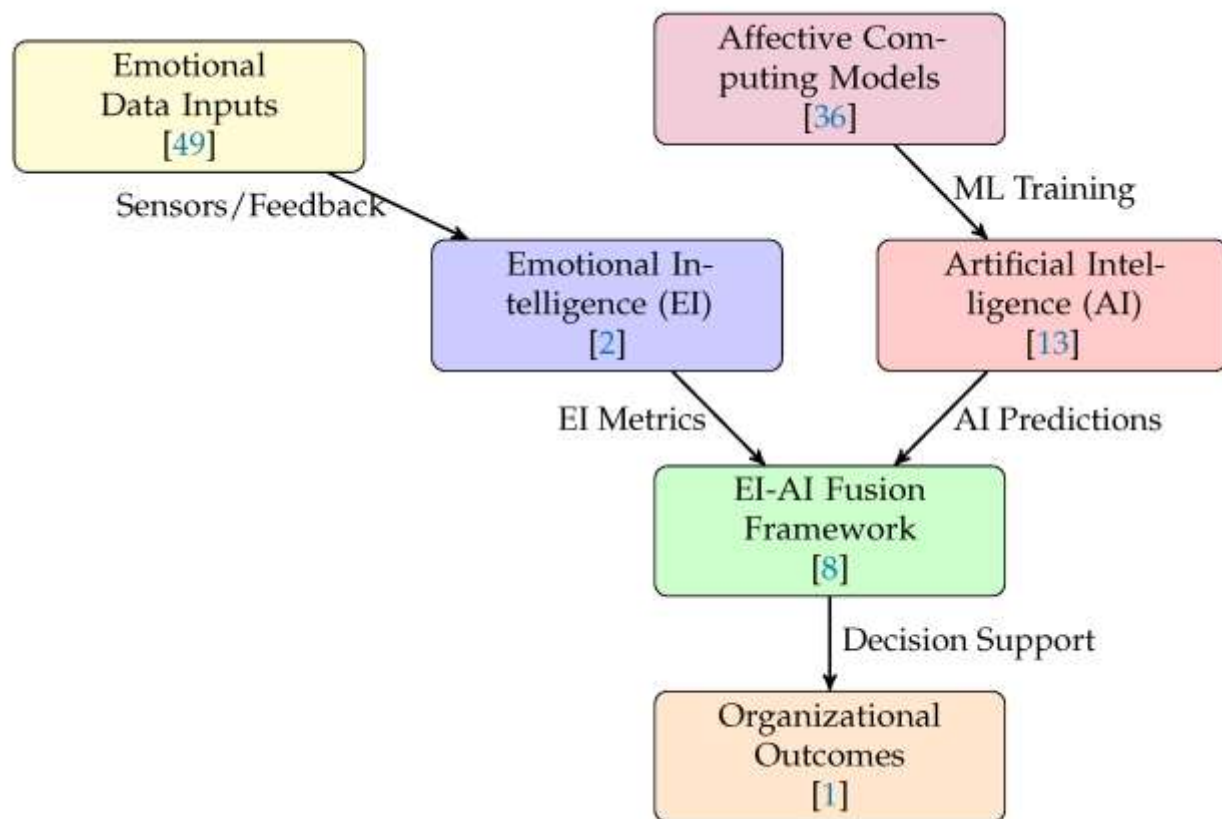 Emotional
Data Inputs
[49]
Affective Com-
puting Models
[36]
Sensors/Feedback
ML Training
Emotional In-
telligence (EI)
[2]
Artificial Intel-
ligence (AI)
[13]
EI Metrics
AI Predictions
EI-AI Fusion
Framework
[8]
Decision Support
Organizational
Outcomes
[1]